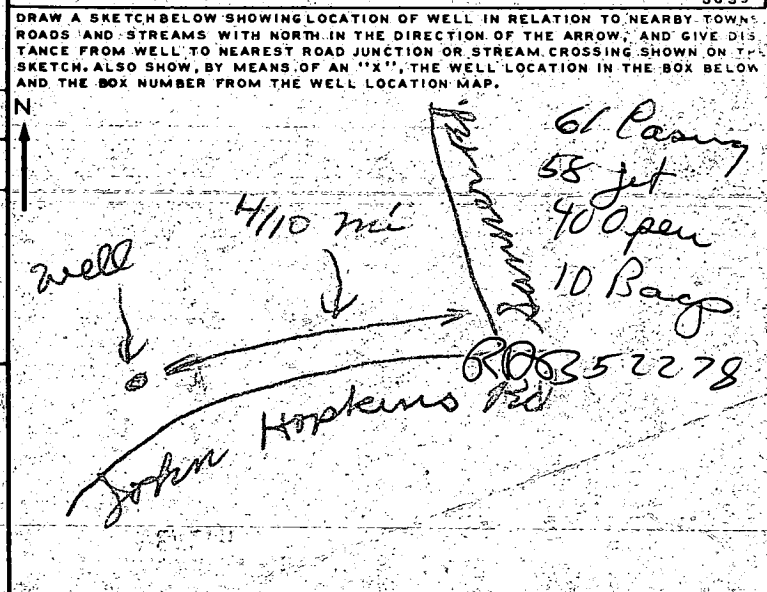 DRAW A SKETCH BELOW SHOWING LOCATION OF WELL IN RELATION TO NEARBY TOWNS
ROADS AND STREAMS WITH NORTH IN THE DIRECTION OF THE ARROW, AND GIVE DIS
TANCE FROM WELL TO NEAREST ROAD JUNCTION OR STREAM CROSSING SHOWN ON THE
SKETCH. ALSO SHOW, BY MEANS OF AN "X", THE WELL LOCATION IN THE BOX BELOW
AND THE BOX NUMBER FROM THE WELL LOCATION MAP.
N
61 Casing
58 jet
40 Open
10 Bags
4/10 mi
well
52278
John Hopkins Rd